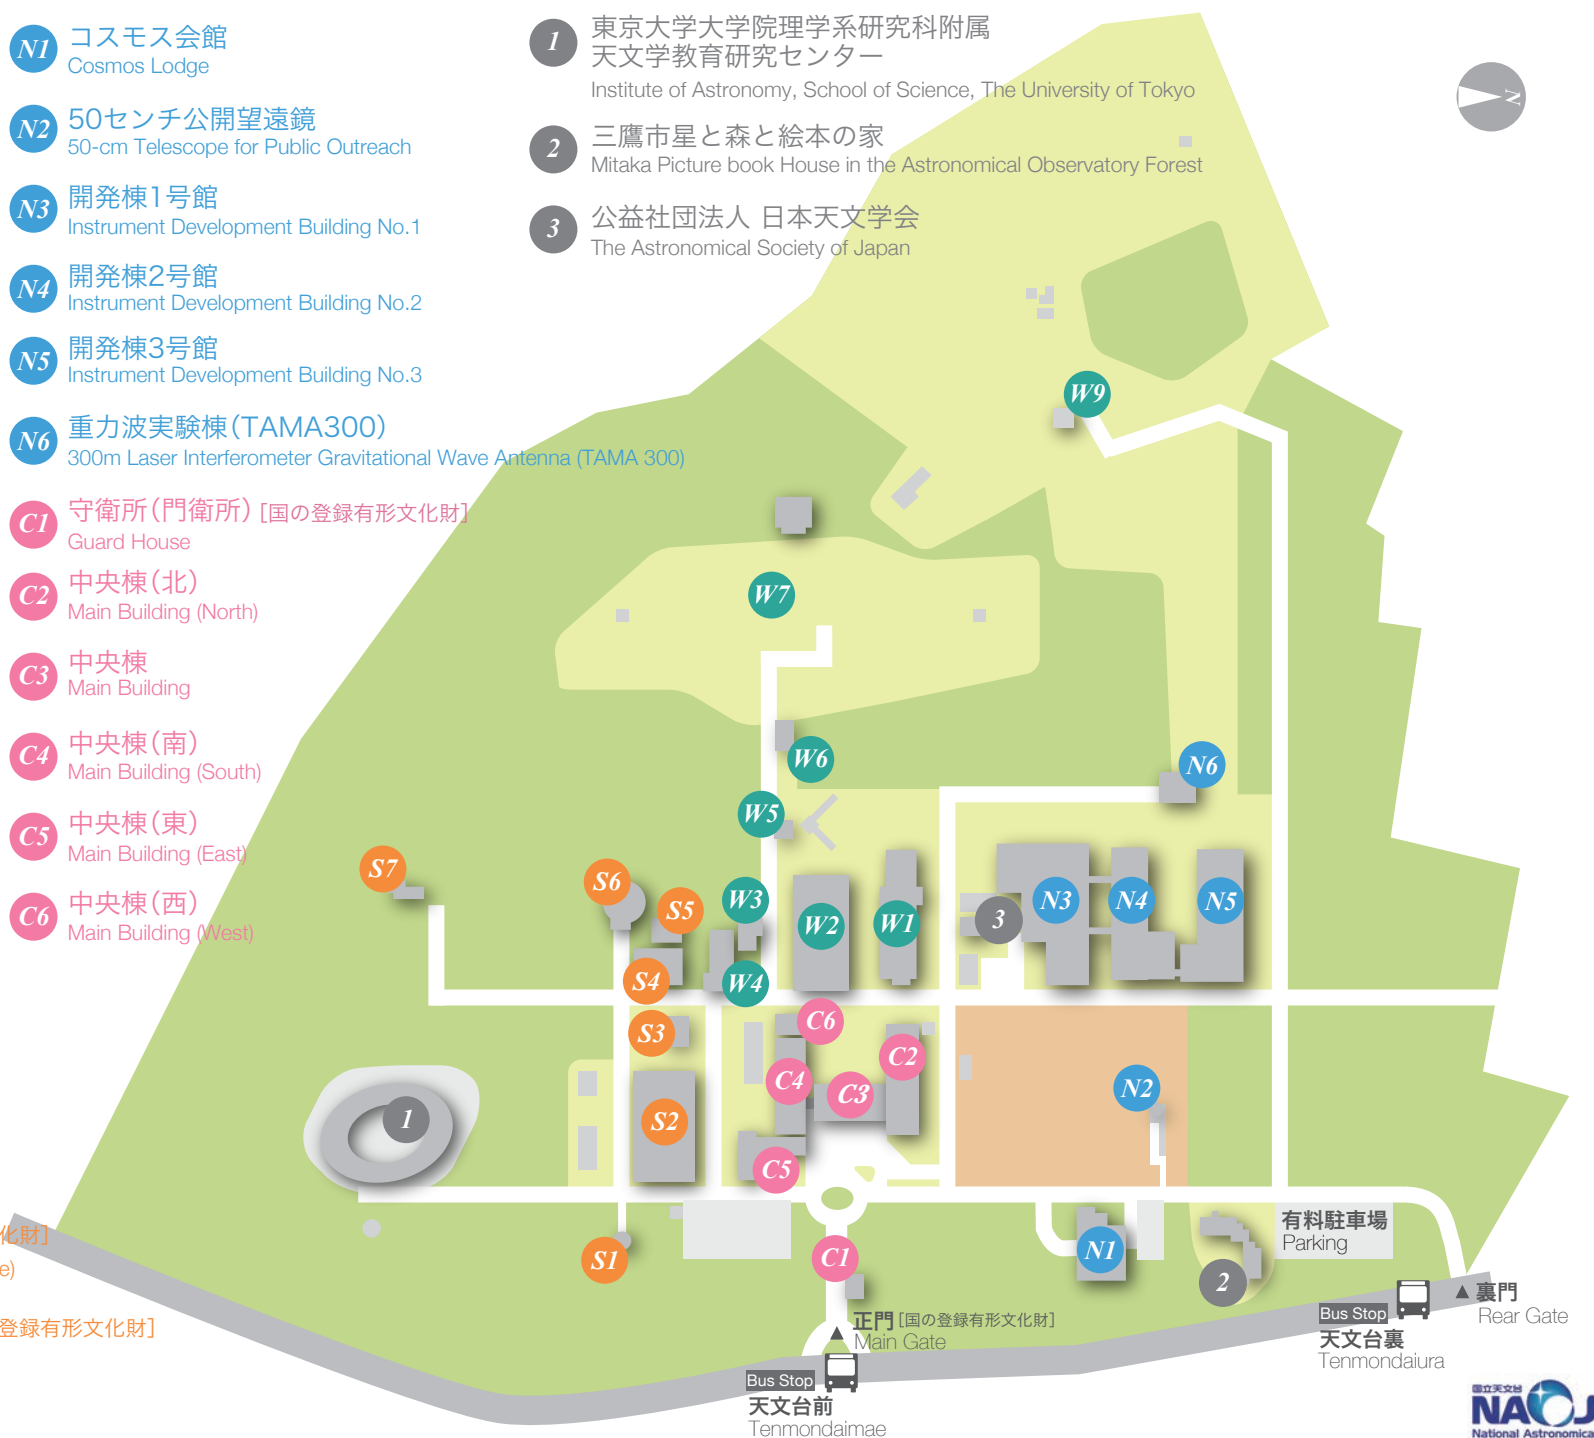 N1 コスモス会館
Cosmos Lodge
N2 50センチ公開望遠鏡
50-cm Telescope for Public Outreach
N3 開発棟1号館
Instrument Development Building No.1
N4 開発棟2号館
Instrument Development Building No.2
N5 開発棟3号館
Instrument Development Building No.3
N6 重力波実験棟(TAMA300)
300m Laser Interferometer Gravitational Wave Antenna (TAMA 300)
C1 守衛所(門衛所) [国の登録有形文化財]
Guard House
C2 中央棟(北)
Main Building (North)
C3 中央棟
Main Building
C4 中央棟(南)
Main Building (South)
C5 中央棟(東)
Main Building (East)
C6 中央棟(西)
Main Building (West)
1 東京大学大学院理学系研究科附属
天文学教育研究センター
Institute of Astronomy, School of Science, The University of Tokyo
2 三鷹市星と森と絵本の家
Mitaka Picture book House in the Astronomical Observatory Forest
3 公益社団法人 日本天文学会
The Astronomical Society of Japan
N
W9
W7
W6
N6
W5
S7
S6
S5
W3
W2
W1
3
N3
N4
N5
S4
W4
S3
C6
C2
C4
C3
N2
1
S2
C5
S1
C1
N1
2
有料駐車場
Parking
化財]
e)
登録有形文化財]
正門 [国の登録有形文化財]
Main Gate
Bus Stop
天文台前
Tenmondaimae
Bus Stop
天文台裏
Tenmondaiura
裏門
Rear Gate
国立天文台
NAOJ
National Astronomica